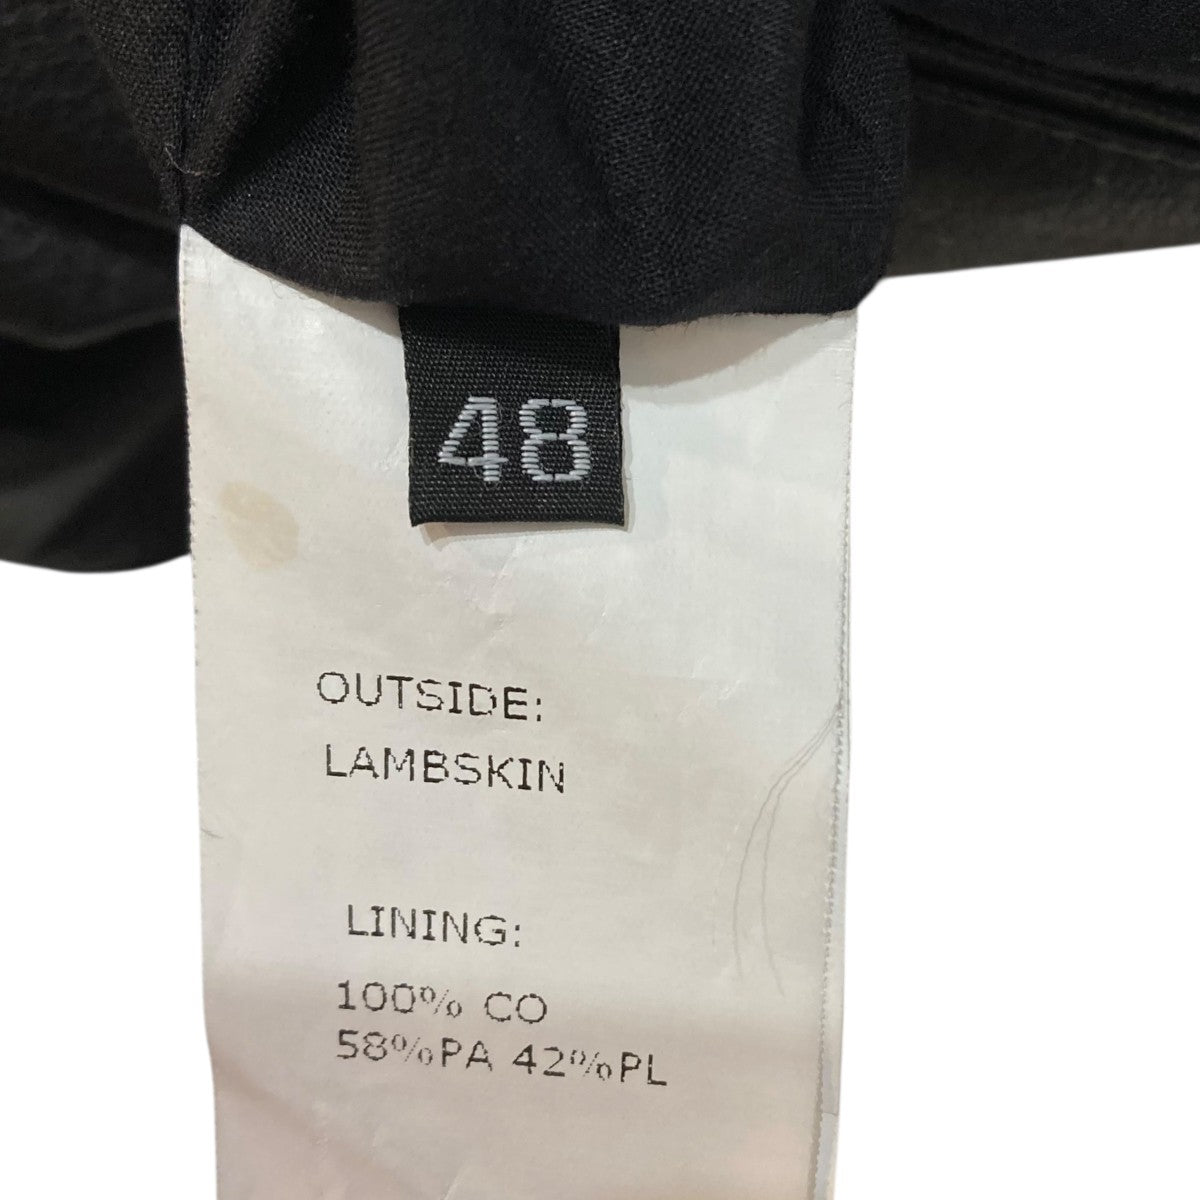 48
OUTSIDE:
LAMBSKIN
LINING:
100% CO
58%PA 42%PL